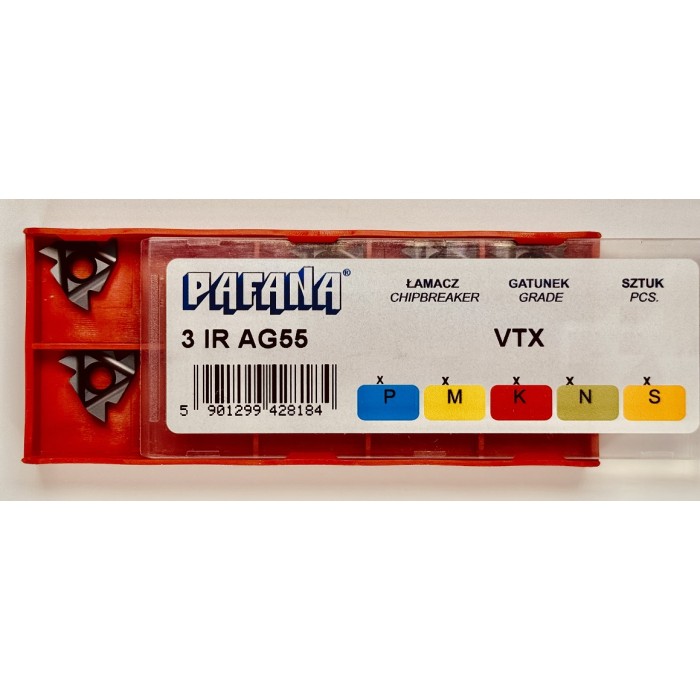 PAFANA®
ŁAMACZ
CHIPBREAKER
GATUNEK
GRADE
SZTUK
PCS.
3 IR AG55
VTX
5 901299 428184
x x x x x
P M K N S